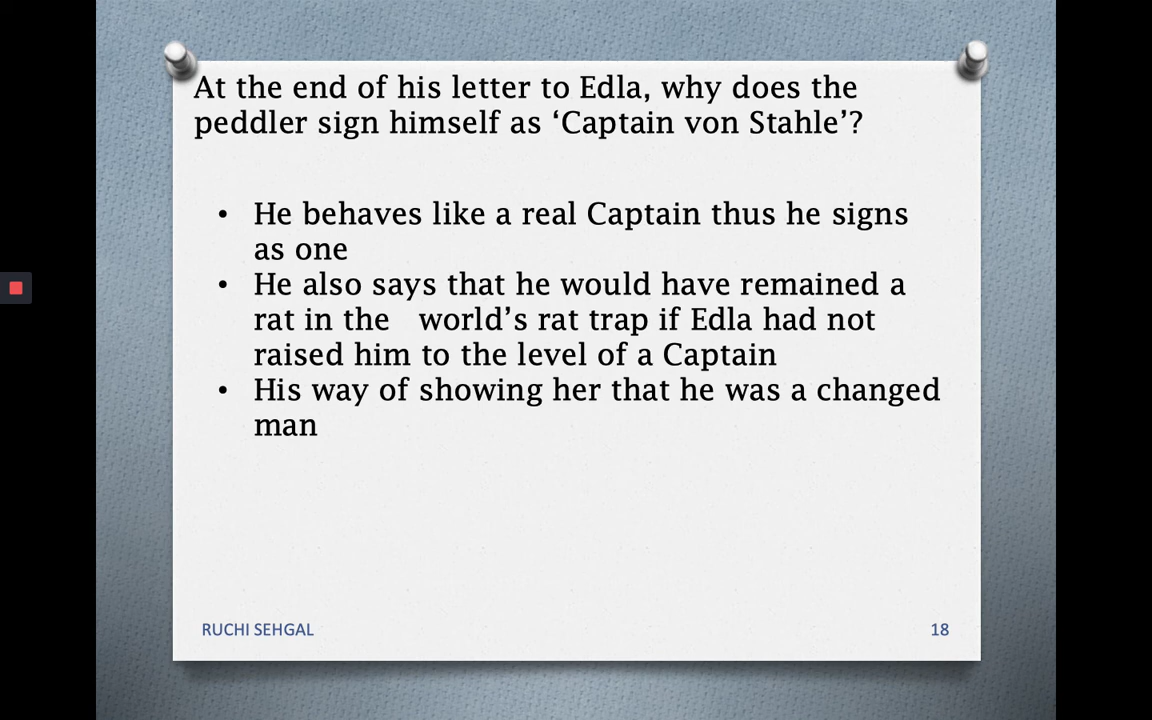 At the end of his letter to Edla, why does the
peddler sign himself as ‘Captain von Stahle’?
• He behaves like a real Captain thus he signs
as one
• He also says that he would have remained a
rat in the   world’s rat trap if Edla had not
raised him to the level of a Captain
• His way of showing her that he was a changed
man
RUCHI SEHGAL
18